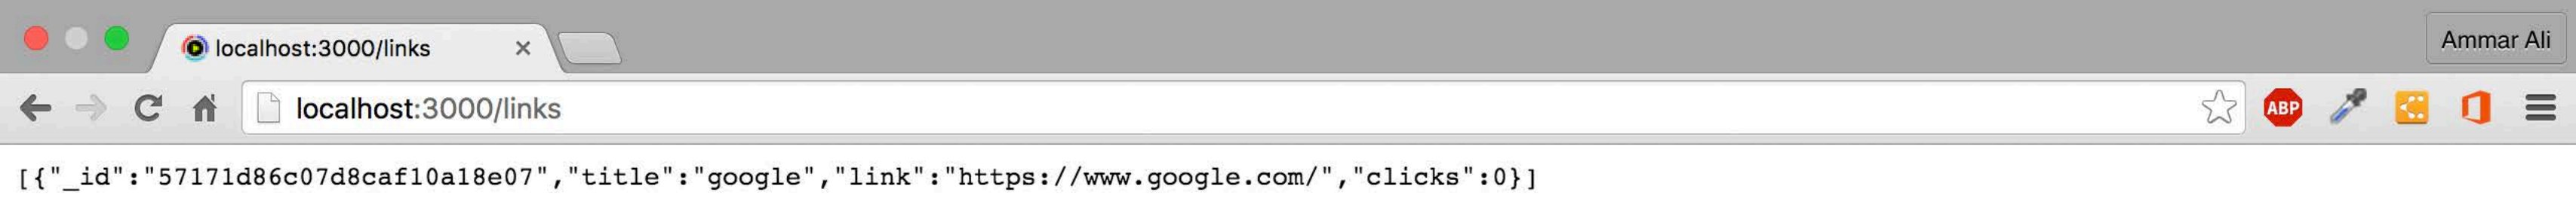 localhost:3000/links
Ammar Ali
localhost:3000/links
ABP
[{"_id":"57171d86c07d8caf10a18e07","title":"google","link":"https://www.google.com/","clicks":0}]